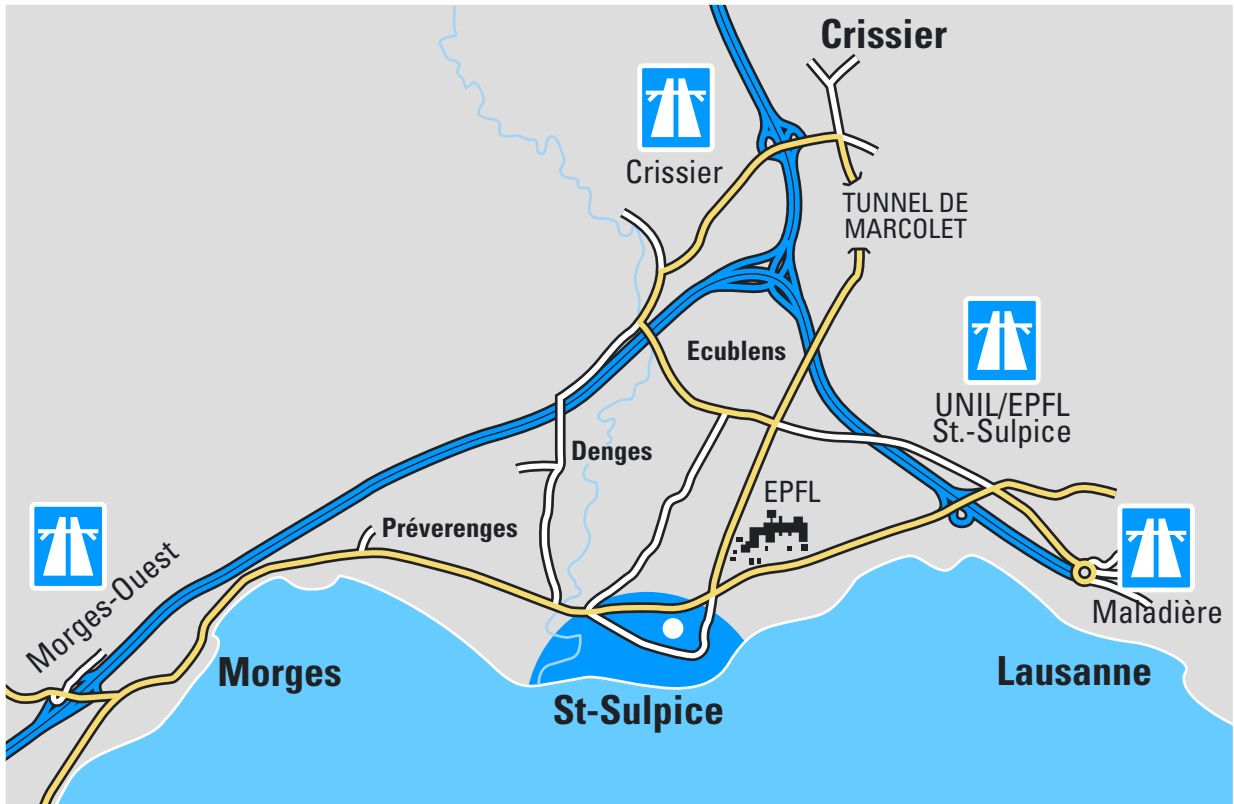 Crissier
Crissier
TUNNEL DE
MARCOLET
Ecublens
UNIL/EPFL
St.-Sulpice
Denges
EPFL
Préverenges
Morges-Ouest
Maladière
Morges
Lausanne
St-Sulpice